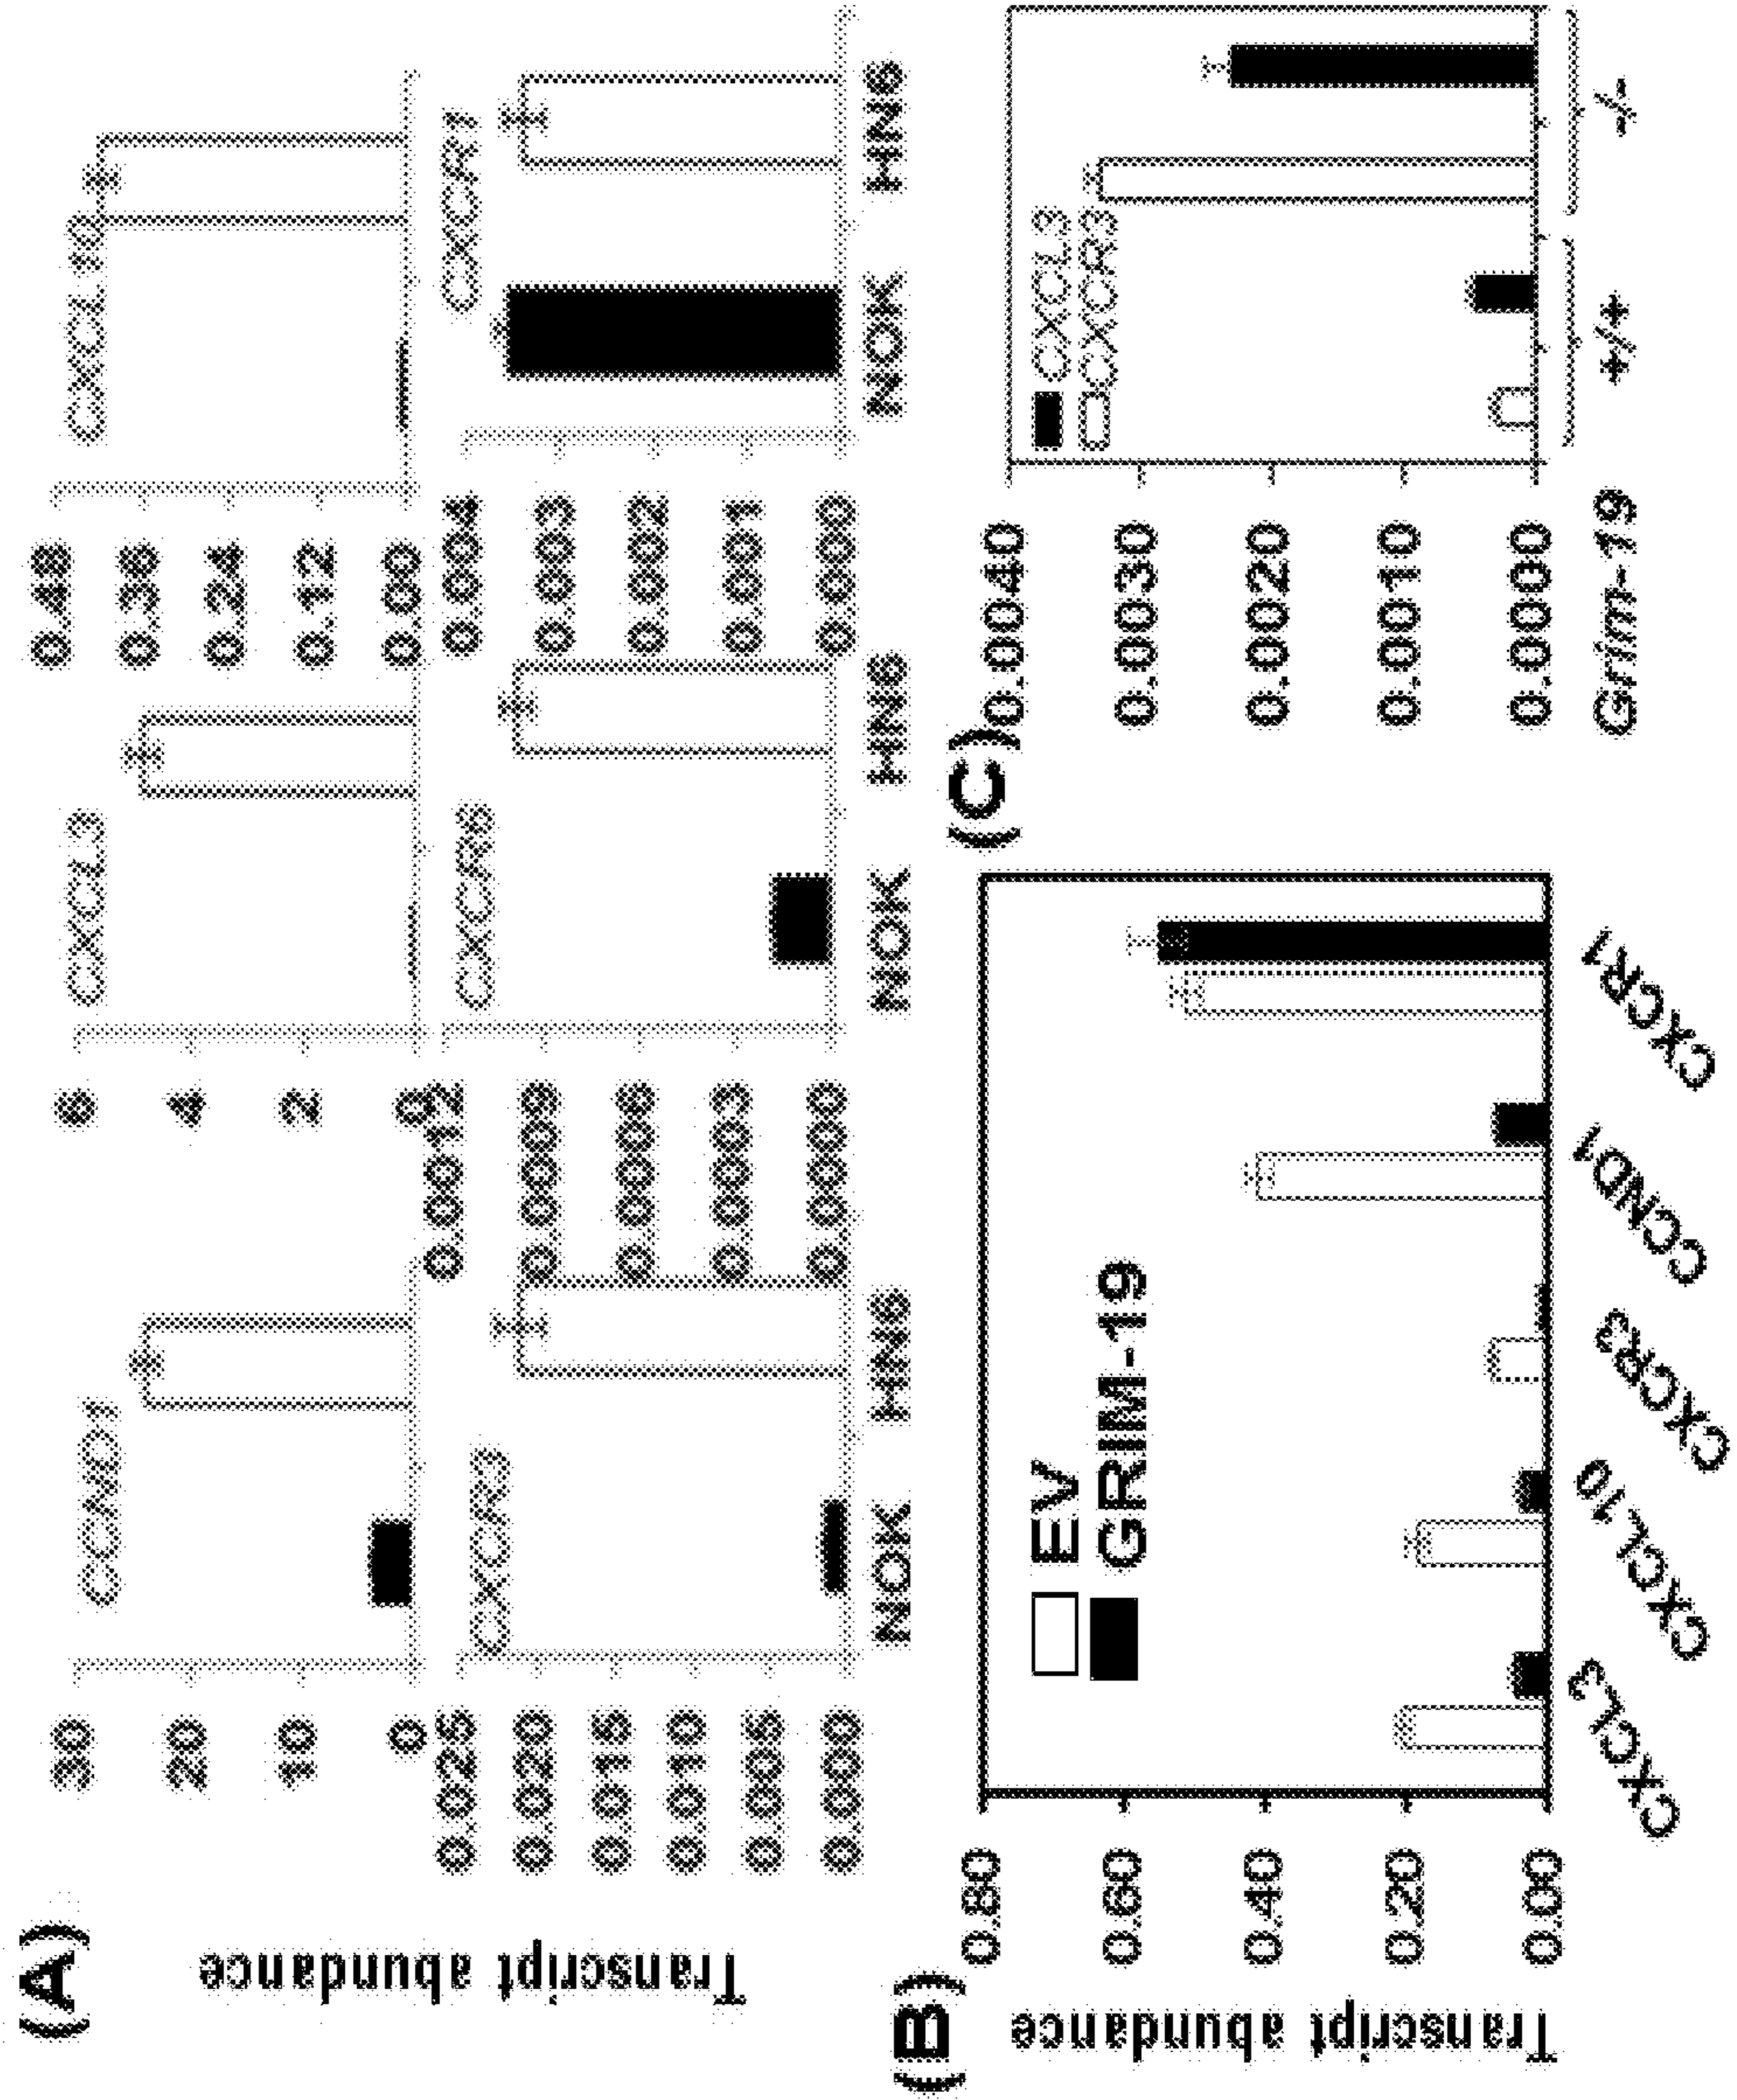 (A)
Transcript abundance
CCND1
30
20
10
0
CXCL3
6
4
2
0
CXCL 10
0.48
0.36
0.24
0.12
0.00
CXCR3
0.025
0.020
0.015
0.010
0.005
0.000
NOK HN6
CXCR6
0.0012
0.0009
0.0006
0.0003
0.0000
NOK HN6
CXCR1
0.004
0.003
0.002
0.001
0.000
NOK HN6
(B)
Transcript abundance
0.80
0.60
0.40
0.20
0.00
EV
GRIM-19
CXCL3 CXCL10 CXCR3 CCND1 CXCR1
(C)
0.0040
0.0030
0.0020
0.0010
0.0000
CXCL3
CXCR3
Grim-19 +/+ -/-